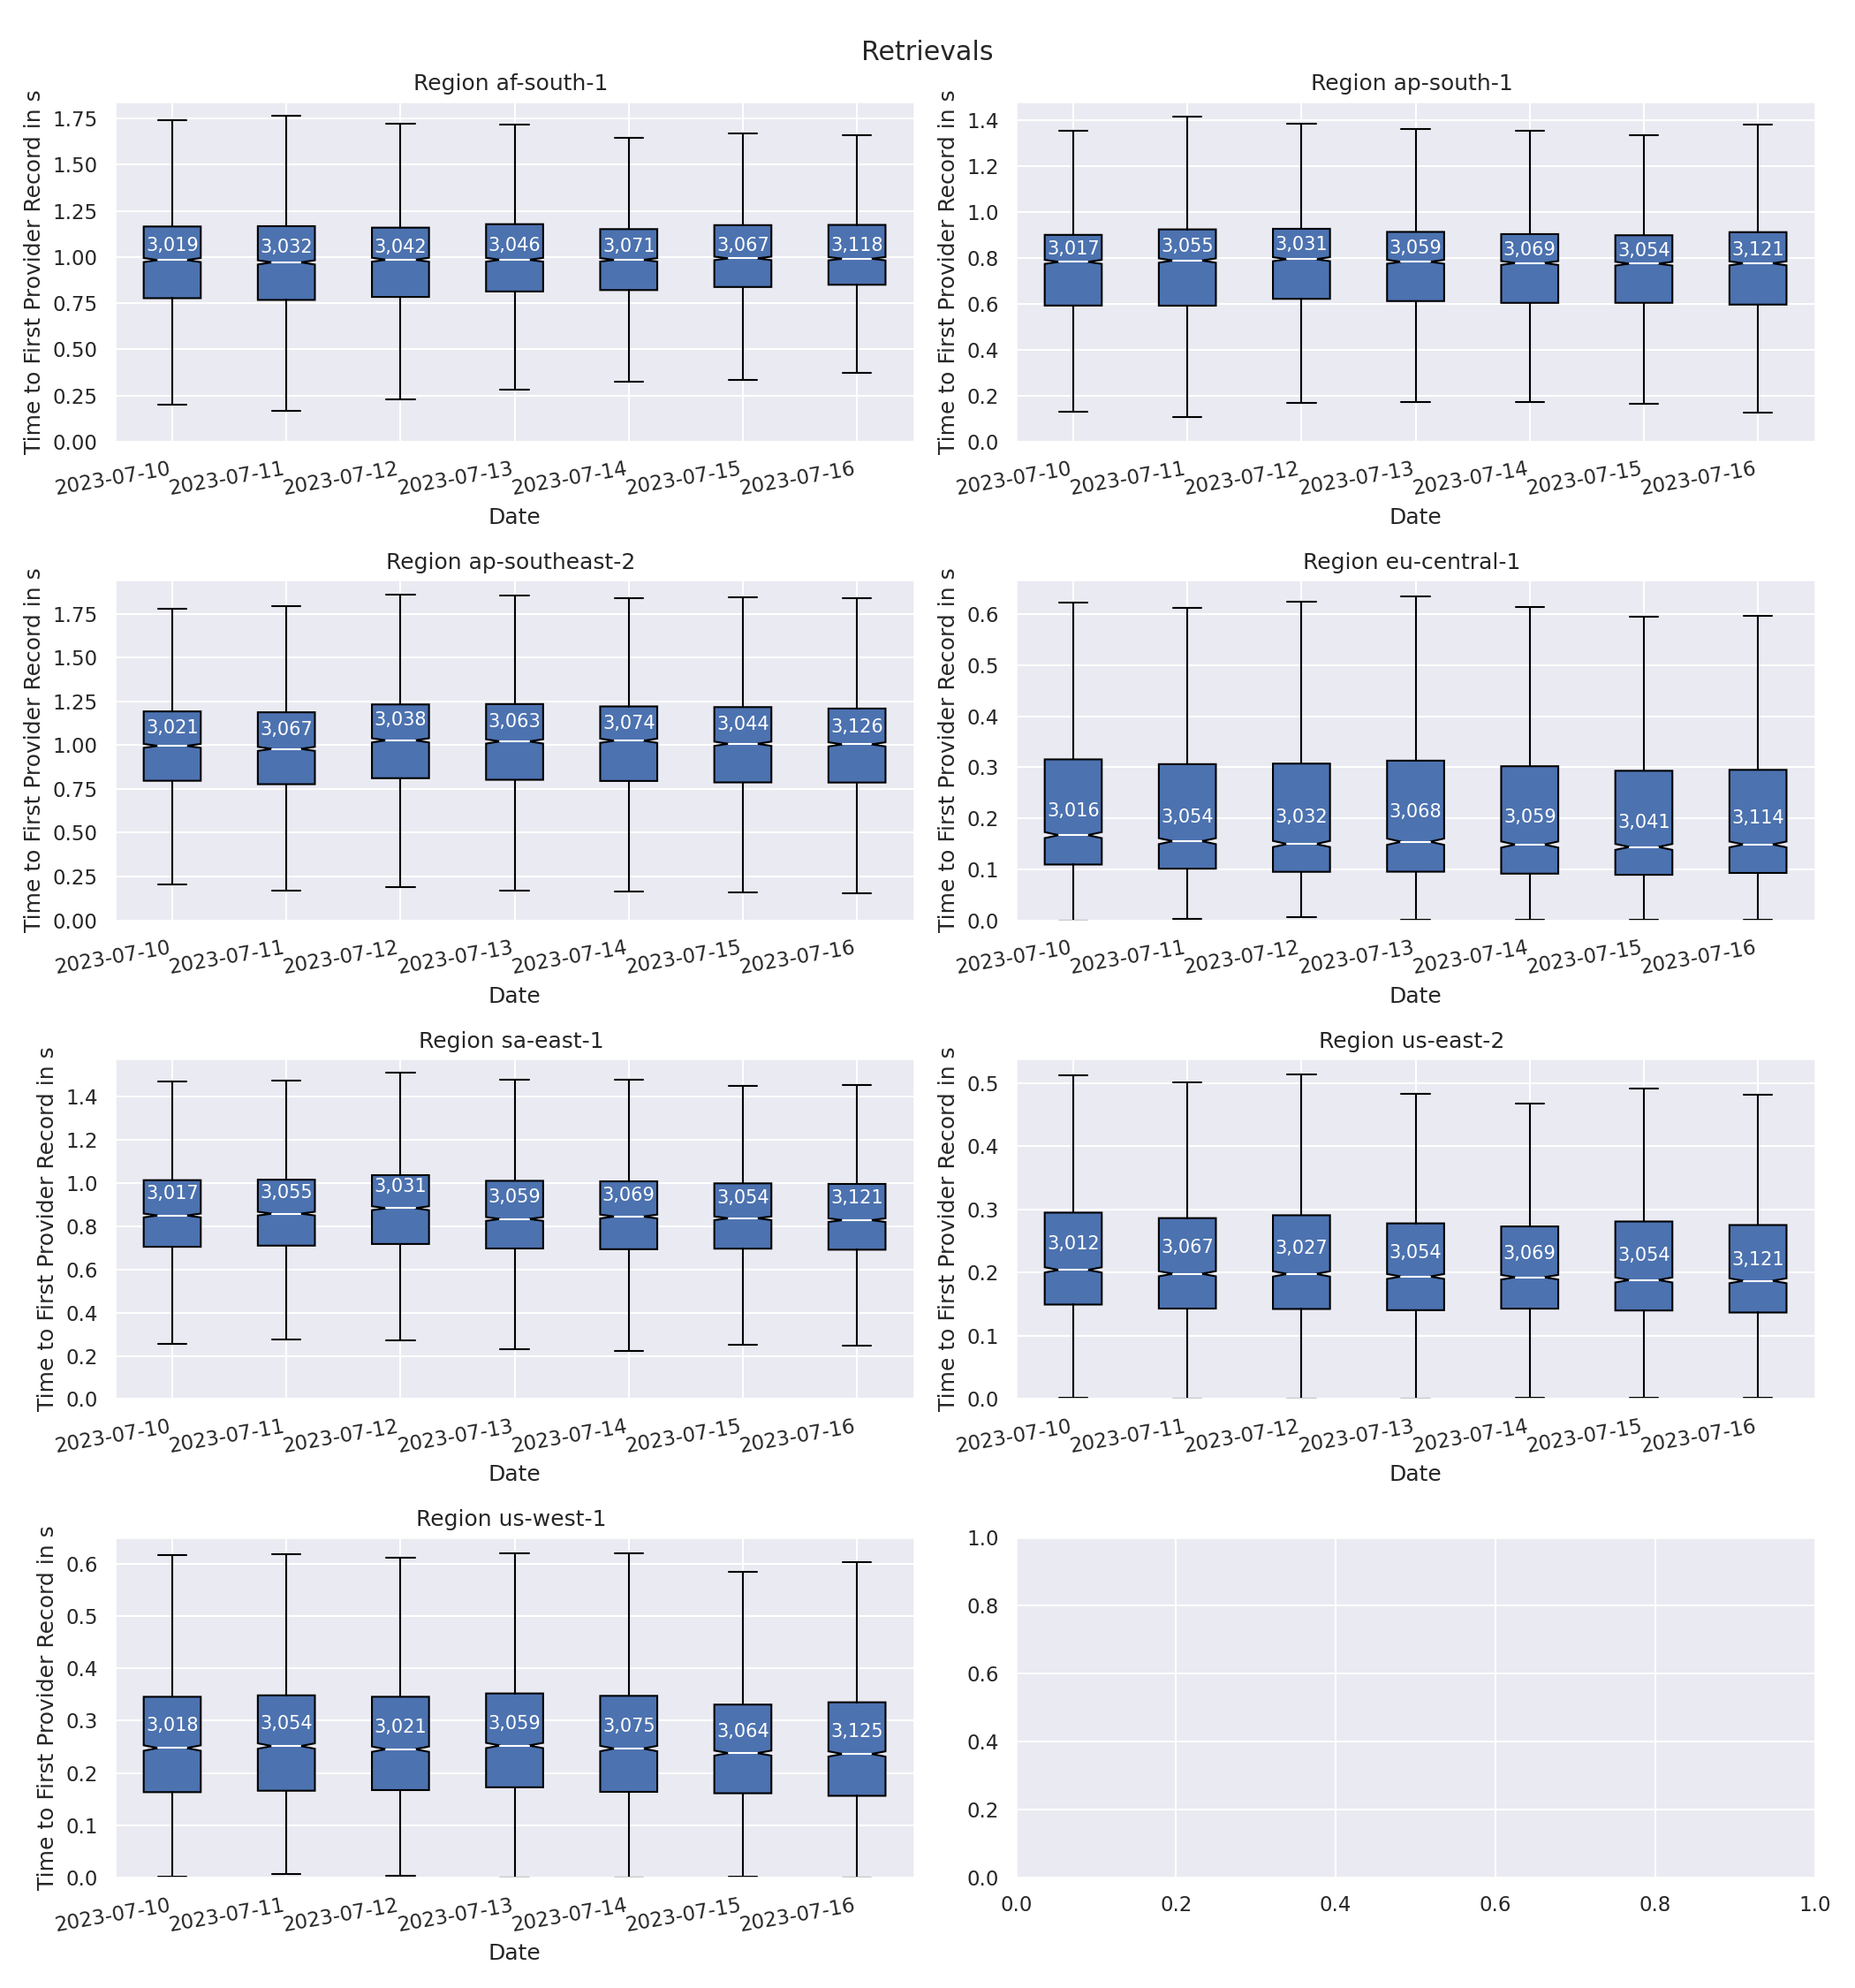 Retrievals
Region af-south-1
Time to First Provider Record in s
1.75
1.50
1.25
1.00
0.75
0.50
0.25
0.00
3,019 3,032 3,042 3,046 3,071 3,067 3,118
2023-07-10 2023-07-11 2023-07-12 2023-07-13 2023-07-14 2023-07-15 2023-07-16
Date
Region ap-south-1
Time to First Provider Record in s
1.4
1.2
1.0
0.8
0.6
0.4
0.2
0.0
3,017 3,055 3,031 3,059 3,069 3,054 3,121
2023-07-10 2023-07-11 2023-07-12 2023-07-13 2023-07-14 2023-07-15 2023-07-16
Date
Region ap-southeast-2
Time to First Provider Record in s
1.75
1.50
1.25
1.00
0.75
0.50
0.25
0.00
3,021 3,067 3,038 3,063 3,074 3,044 3,126
2023-07-10 2023-07-11 2023-07-12 2023-07-13 2023-07-14 2023-07-15 2023-07-16
Date
Region eu-central-1
Time to First Provider Record in s
0.6
0.5
0.4
0.3
0.2
0.1
0.0
3,016 3,054 3,032 3,068 3,059 3,041 3,114
2023-07-10 2023-07-11 2023-07-12 2023-07-13 2023-07-14 2023-07-15 2023-07-16
Date
Region sa-east-1
Time to First Provider Record in s
1.4
1.2
1.0
0.8
0.6
0.4
0.2
0.0
3,017 3,055 3,031 3,059 3,069 3,054 3,121
2023-07-10 2023-07-11 2023-07-12 2023-07-13 2023-07-14 2023-07-15 2023-07-16
Date
Region us-east-2
Time to First Provider Record in s
0.5
0.4
0.3
0.2
0.1
0.0
3,012 3,067 3,027 3,054 3,069 3,054 3,121
2023-07-10 2023-07-11 2023-07-12 2023-07-13 2023-07-14 2023-07-15 2023-07-16
Date
Region us-west-1
Time to First Provider Record in s
0.6
0.5
0.4
0.3
0.2
0.1
0.0
3,018 3,054 3,021 3,059 3,075 3,064 3,125
2023-07-10 2023-07-11 2023-07-12 2023-07-13 2023-07-14 2023-07-15 2023-07-16
Date
1.0
0.8
0.6
0.4
0.2
0.0
0.0 0.2 0.4 0.6 0.8 1.0